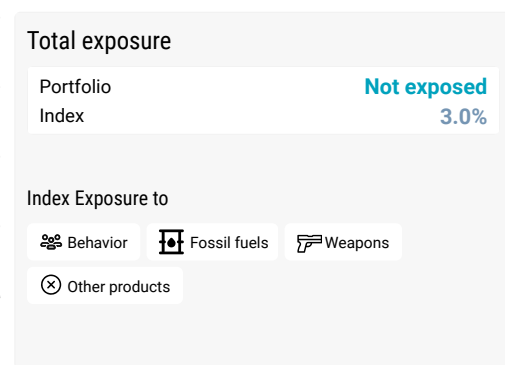 Total exposure
Portfolio Not exposed
Index 3.0%
Index Exposure to
Behavior Fossil fuels Weapons
Other products